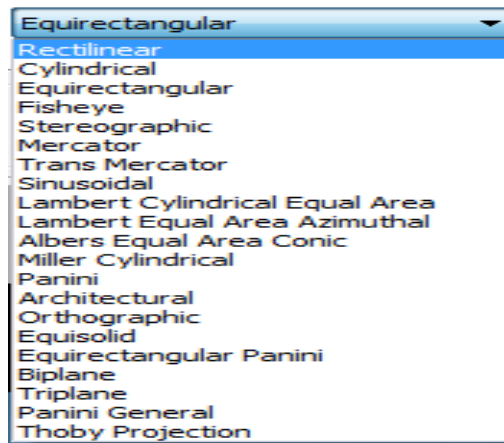 Equirectangular
Rectilinear
Cylindrical
Equirectangular
Fisheye
Stereographic
Mercator
Trans Mercator
Sinusoidal
Lambert Cylindrical Equal Area
Lambert Equal Area Azimuthal
Albers Equal Area Conic
Miller Cylindrical
Panini
Architectural
Orthographic
Equisolid
Equirectangular Panini
Biplane
Triplane
Panini General
Thoby Projection